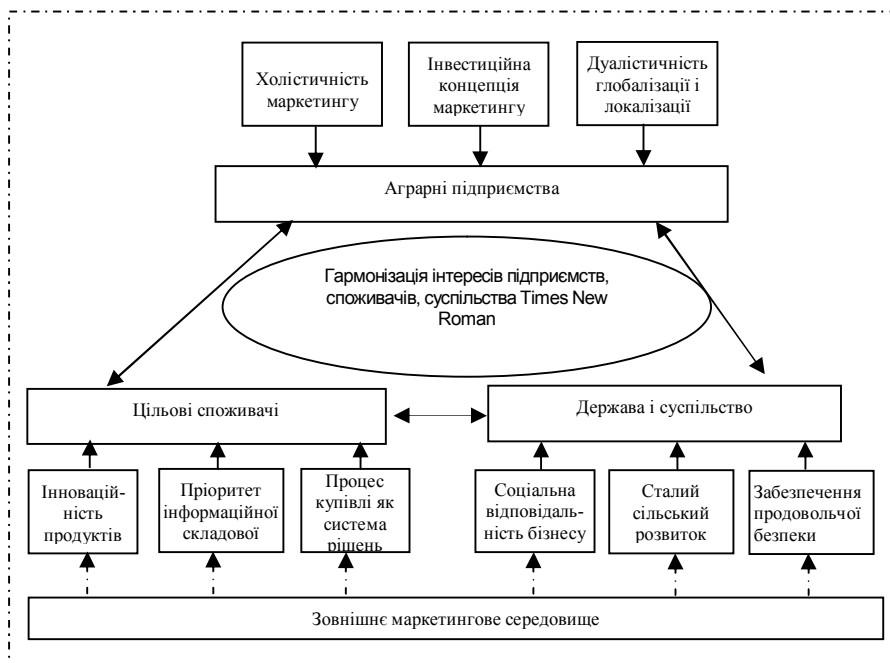 Холістичність
маркетингу
Інвестиційна
концепція
маркетингу
Дуалістичність
глобалізації і
локалізації
Аграрні підприємства
Гармонізація інтересів підприємств,
споживачів, суспільства Times New
Roman
Цільові споживачі
Держава і суспільство
Інновацій-
ність
продуктів
Пріоритет
інформаційної
складової
Процес
купівлі як
система
рішень
Соціальна
відповідаль-
ність бізнесу
Сталий
сільський
розвиток
Забезпечення
продовольчої
безпеки
Зовнішнє маркетингове середовище